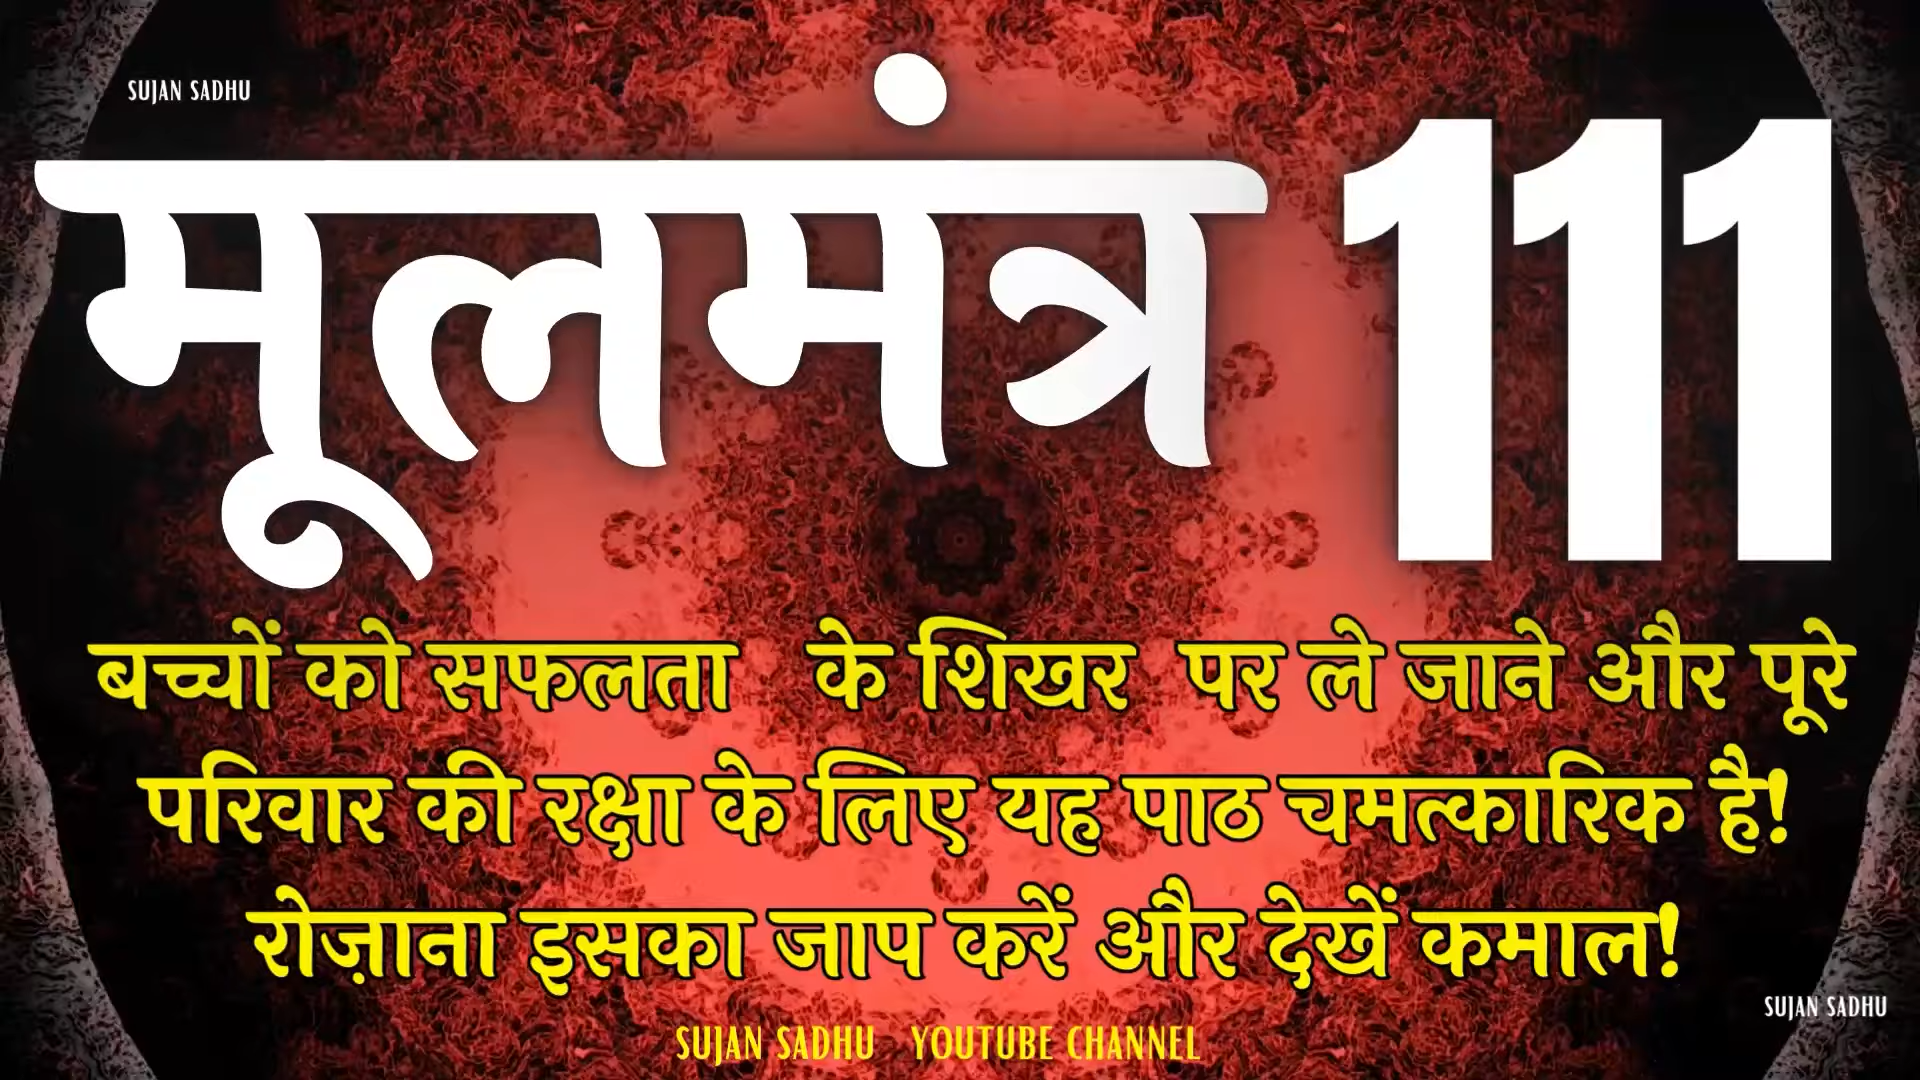 SUJAN SADHU
मूलमंत्र 111
बच्चों को सफलता के शिखर पर ले जाने और पूरे
परिवार की रक्षा के लिए यह पाठ चमत्कारिक है!
रोज़ाना इसका जाप करें और देखें कमाल!
SUJAN SADHU
SUJAN SADHU YOUTUBE CHANNEL